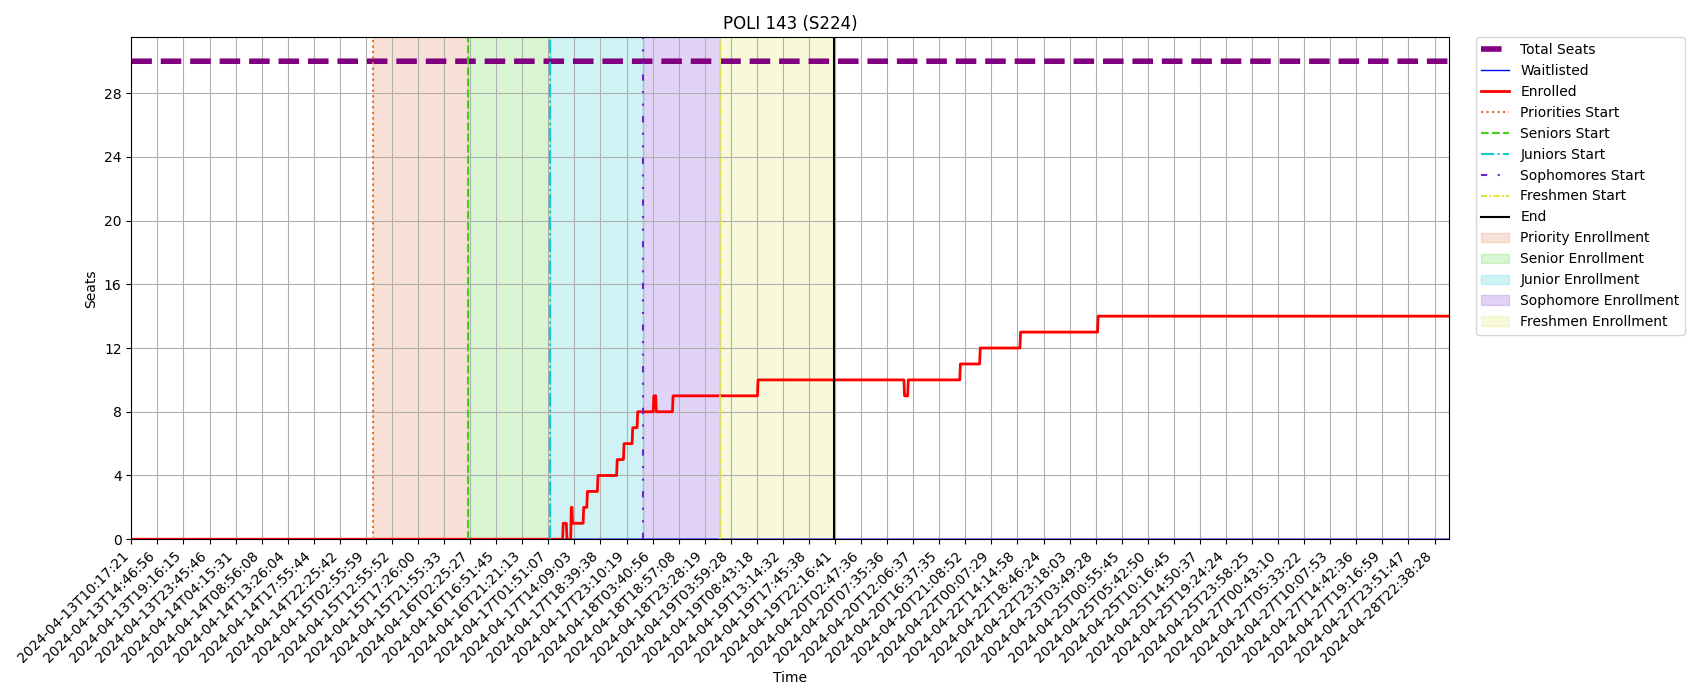 POLI 143 (S224)
Seats
28
24
20
16
12
8
4
0
2024-04-13T10:17:21
2024-04-13T14:46:56
2024-04-13T19:16:15
2024-04-13T23:45:46
2024-04-14T04:15:31
2024-04-14T08:56:08
2024-04-14T13:26:04
2024-04-14T17:55:44
2024-04-14T22:25:42
2024-04-15T02:55:59
2024-04-15T12:55:52
2024-04-15T17:26:00
2024-04-15T21:55:33
2024-04-16T02:25:27
2024-04-16T16:51:45
2024-04-16T21:21:13
2024-04-17T01:51:07
2024-04-17T14:09:03
2024-04-17T18:39:38
2024-04-17T23:10:19
2024-04-18T03:40:56
2024-04-18T18:57:08
2024-04-18T23:28:19
2024-04-19T03:59:28
2024-04-19T08:43:18
2024-04-19T13:14:32
2024-04-19T17:45:38
2024-04-19T22:16:41
2024-04-20T02:47:36
2024-04-20T07:35:36
2024-04-20T12:06:37
2024-04-20T16:37:35
2024-04-20T21:08:52
2024-04-22T00:07:29
2024-04-22T14:14:58
2024-04-22T18:46:24
2024-04-22T23:18:03
2024-04-23T03:49:28
2024-04-25T00:55:45
2024-04-25T05:42:50
2024-04-25T10:16:45
2024-04-25T14:50:37
2024-04-25T19:24:24
2024-04-25T23:58:25
2024-04-27T00:43:10
2024-04-27T05:33:22
2024-04-27T10:07:53
2024-04-27T14:42:36
2024-04-27T19:16:59
2024-04-27T23:51:47
2024-04-28T22:38:28
Time
Total Seats
Waitlisted
Enrolled
Priorities Start
Seniors Start
Juniors Start
Sophomores Start
Freshmen Start
End
Priority Enrollment
Senior Enrollment
Junior Enrollment
Sophomore Enrollment
Freshmen Enrollment